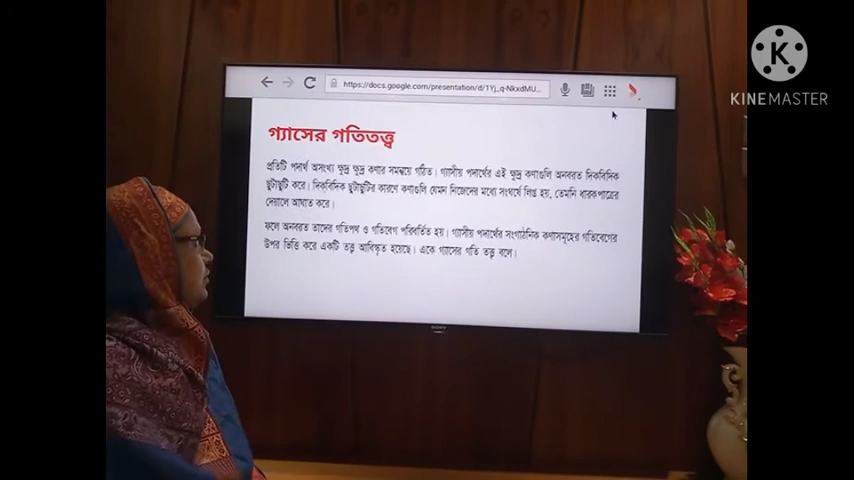 https://docs.google.com/presentation/d/1Yj_q-NkxdMU...
গ্যাসের গতিতত্ত্ব
প্রতিটি পদার্থ অসংখ্য ক্ষুদ্র ক্ষুদ্র কণার সমন্বয়ে গঠিত। গ্যাসীয় পদার্থের এই ক্ষুদ্র কণাগুলি অনবরত দিকবিদিক
ছুটাছুটি করে। দিক্‌বিদিক ছুটাছুটির কারণে কণাগুলি যেমন নিজেদের মধ্যে সংঘর্ষে লিপ্ত হয়, তেমনি ধারকপাত্রের
দেয়ালে আঘাত করে।
ফলে অনবরত তাদের গতিপথ ও গতিবেগ পরিবর্তিত হয়। গ্যাসীয় পদার্থের সংগাঠনিক কণাসমূহের গতিবেগের
উপর ভিত্তি করে একটি তত্ত্ব আবিষ্কৃত হয়েছে। একে গ্যাসের গতি তত্ত্ব বলে।
SONY
KINEMASTER